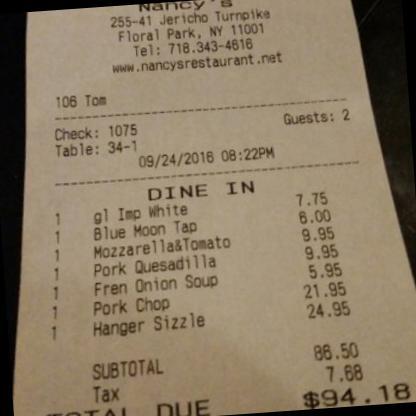 Nancy's
255-41 Jericho Turnpike
Floral Park, NY 11001
Tel: 718.343-4616
www.nancysrestaurant.net
106 Tom
Check: 1075
Guests: 2
Table: 34-1
09/24/2016 08:22PM
DINE IN
1 gl Imp White 7.75
1 Blue Moon Tap 6.00
1 Mozzarella&Tomato 9.95
1 Pork Quesadilla 9.95
1 Fren Onion Soup 5.95
1 Pork Chop 21.95
1 Hanger Sizzle 24.95
SUBTOTAL 86.50
Tax 7.68
TOTAL DUE $94.18